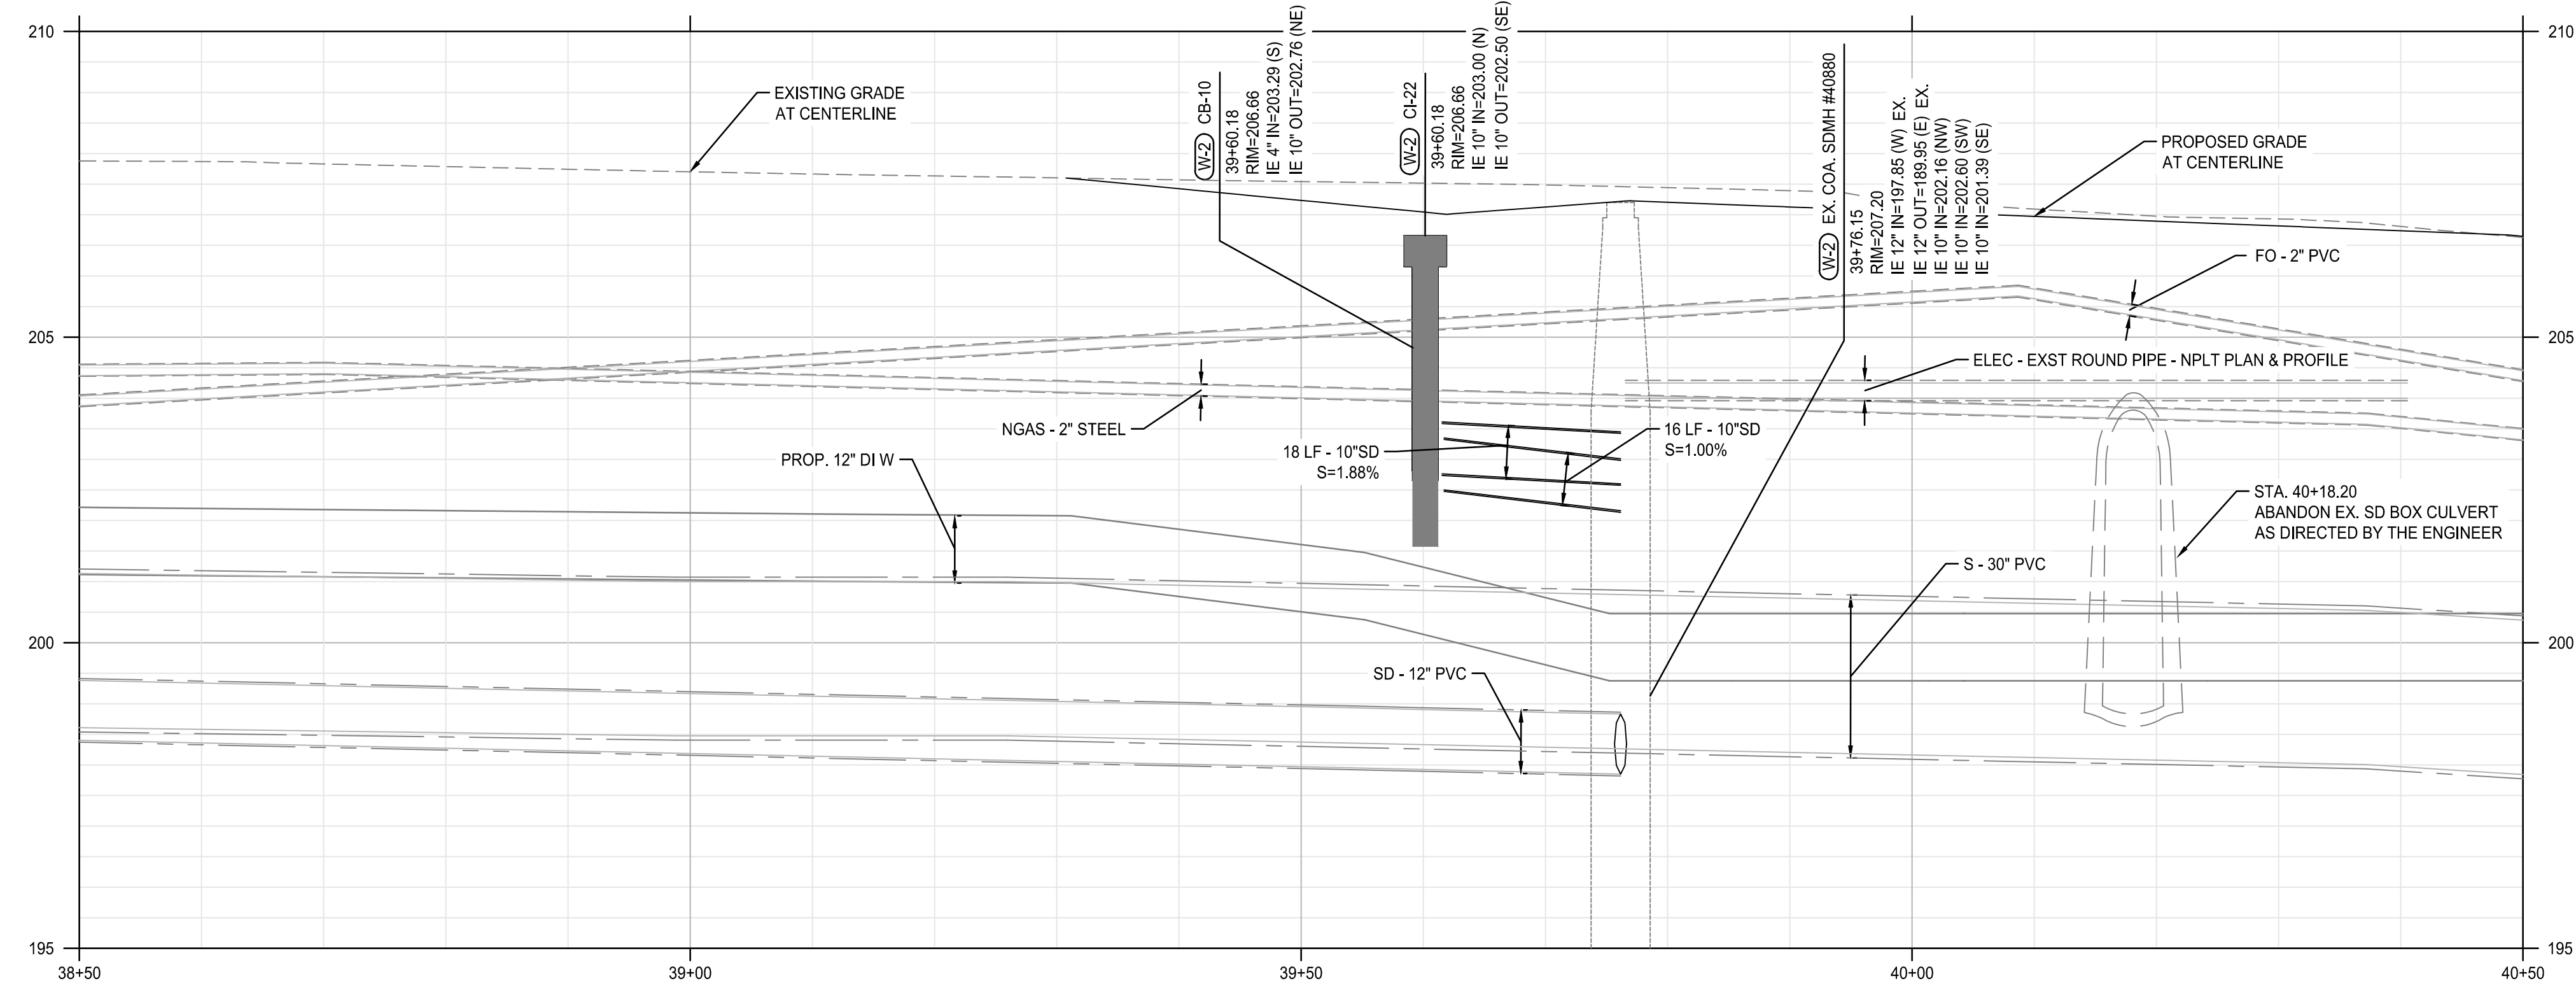 210
210
205
205
200
200
195
195
38+50
39+00
39+50
40+00
40+50
EXISTING GRADE
AT CENTERLINE
W-2 CB-10
39+60.18
RIM=206.66
IE 4" IN=203.29 (S)
IE 10" OUT=202.76 (NE)
W-2 CI-22
39+60.18
RIM=206.66
IE 10" IN=203.00 (N)
IE 10" OUT=202.50 (SE)
W-2 EX. COA. SDMH #40880
39+76.15
RIM=207.20
IE 12" IN=197.85 (W) EX.
IE 12" OUT=189.95 (E) EX.
IE 10" IN=202.16 (NW)
IE 10" IN=202.60 (SW)
IE 10" IN=201.39 (SE)
PROPOSED GRADE
AT CENTERLINE
FO - 2" PVC
ELEC - EXST ROUND PIPE - NPLT PLAN & PROFILE
NGAS - 2" STEEL
PROP. 12" DI W
18 LF - 10"SD
S=1.88%
16 LF - 10"SD
S=1.00%
STA. 40+18.20
ABANDON EX. SD BOX CULVERT
AS DIRECTED BY THE ENGINEER
S - 30" PVC
SD - 12" PVC